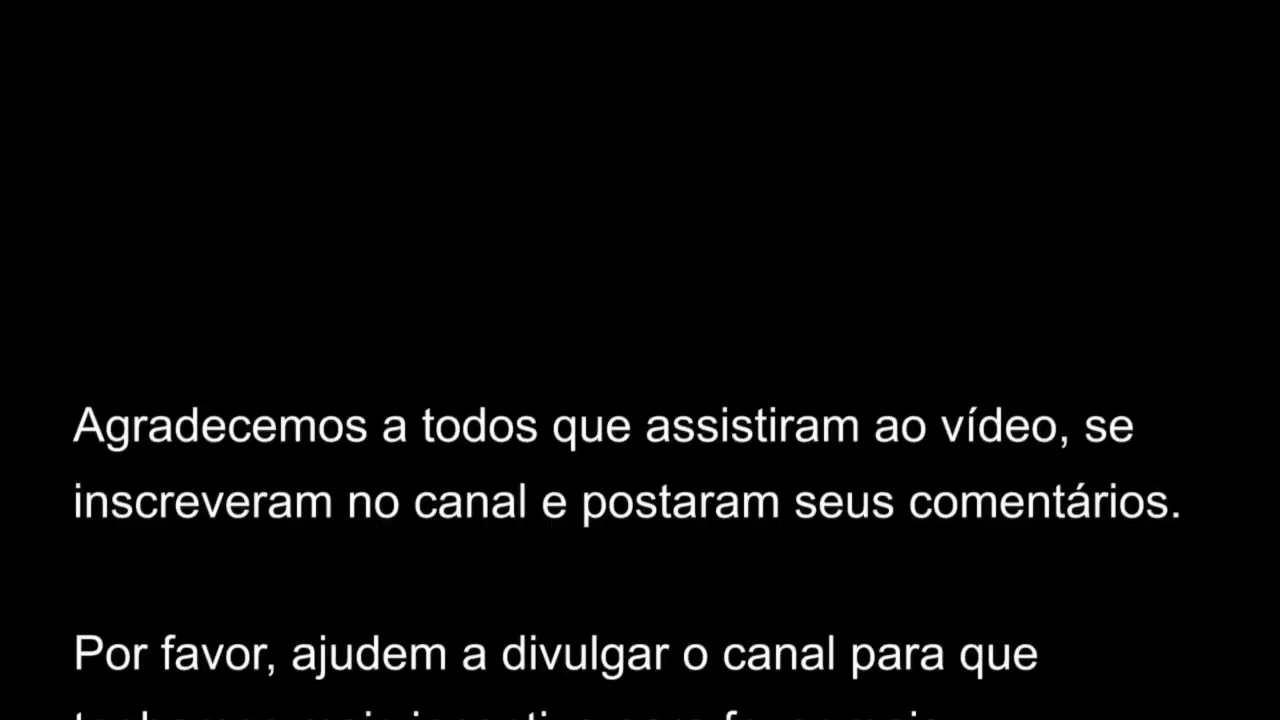 Agradecemos a todos que assistiram ao vídeo, se
inscreveram no canal e postaram seus comentários.
Por favor, ajudem a divulgar o canal para que